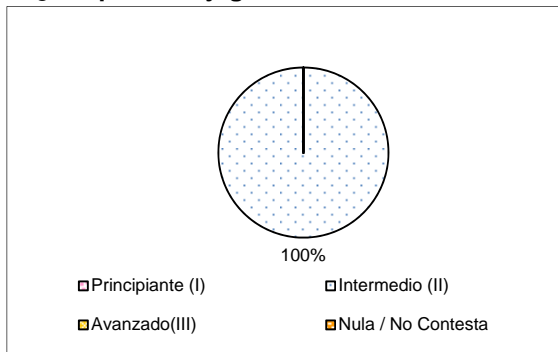 100%
Principiante (I) Intermedio (II)
Avanzado(III) Nula / No Contesta